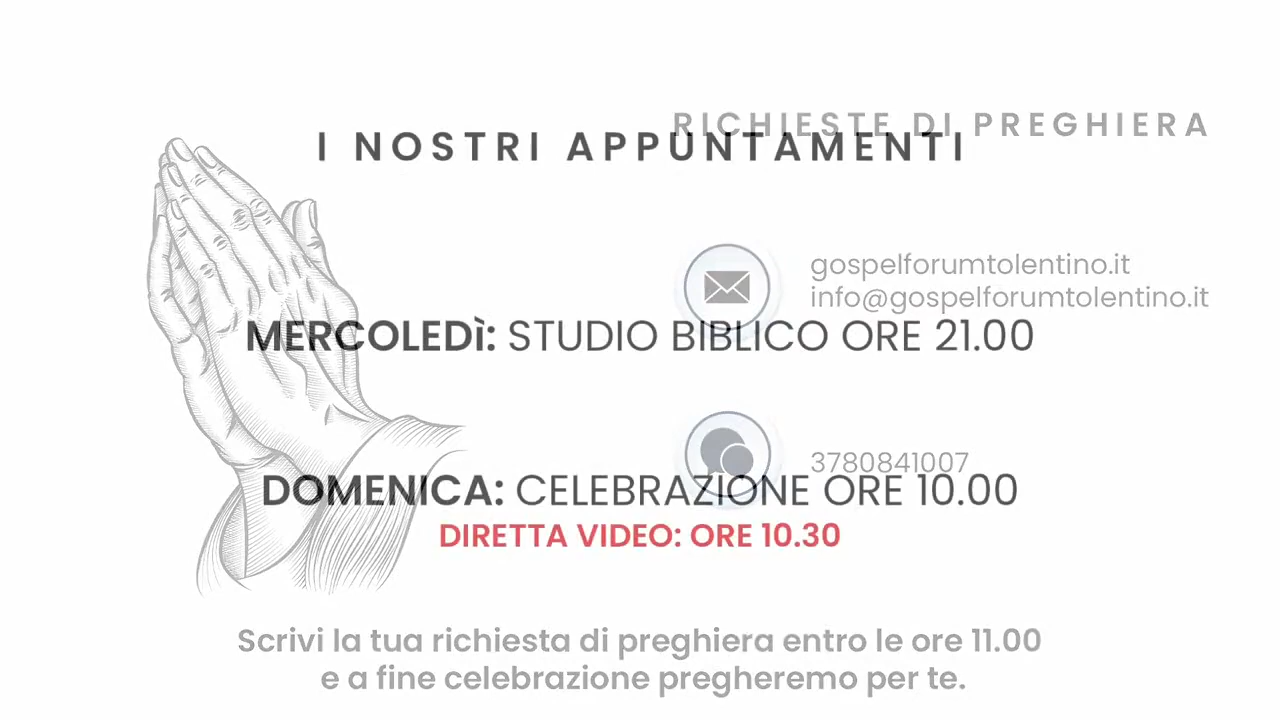 RICHIESTE DI PREGHIERA
I NOSTRI APPUNTAMENTI
gospelforumtolentino.it
info@gospelforumtolentino.it
MERCOLEDÌ: STUDIO BIBLICO ORE 21.00
3780841007
DOMENICA: CELEBRAZIONE ORE 10.00
DIRETTA VIDEO: ORE 10.30
Scrivi la tua richiesta di preghiera entro le ore 11.00
e a fine celebrazione pregheremo per te.